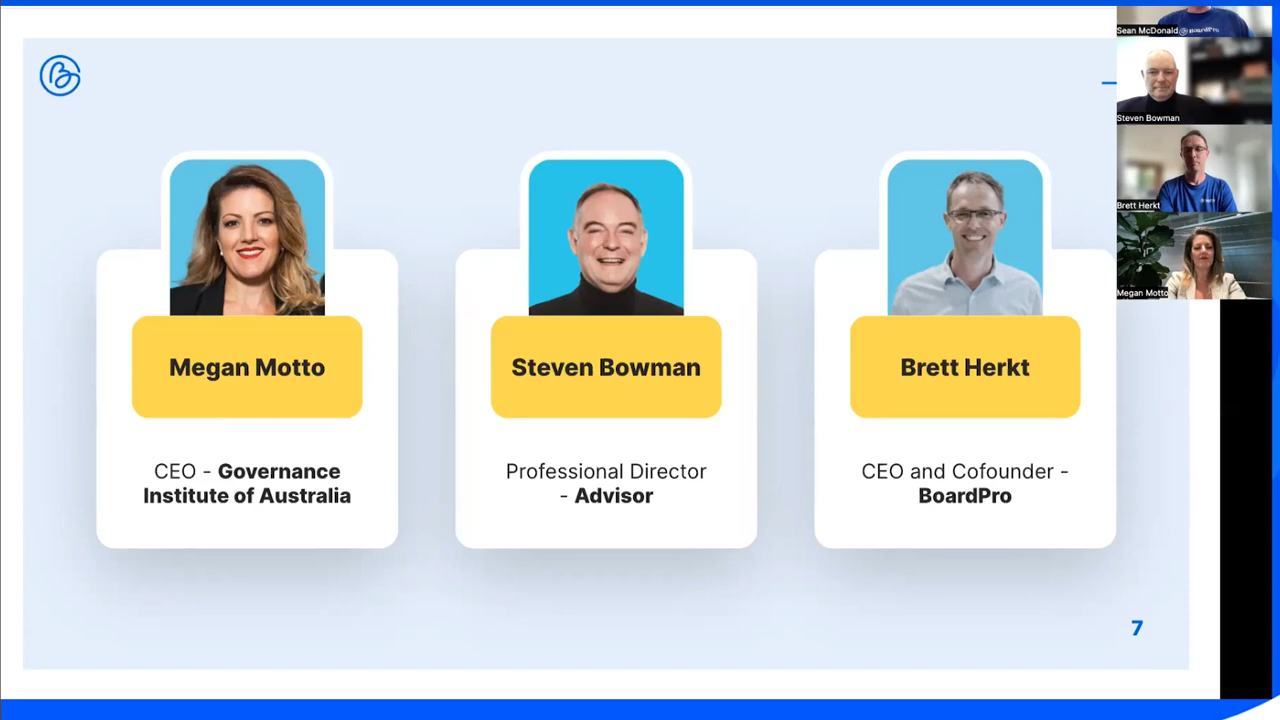 Megan Motto
CEO - Governance
Institute of Australia
Steven Bowman
Professional Director
- Advisor
Brett Herkt
CEO and Cofounder -
BoardPro
7
Sean McDonald
BoardPro
Steven Bowman
Brett Herkt
Megan Motto